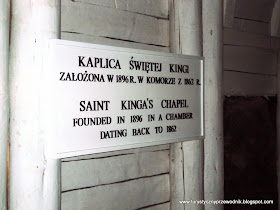 KAPLICA ŚWIĘTEJ KINGI
ZAŁOŻONA W 1896 R. W KOMORZE Z 1862 R.
SAINT KINGA'S CHAPEL
FOUNDED IN 1896 IN A CHAMBER
DATING BACK TO 1862
www.turystycznyprzewodnik.blogspot.com